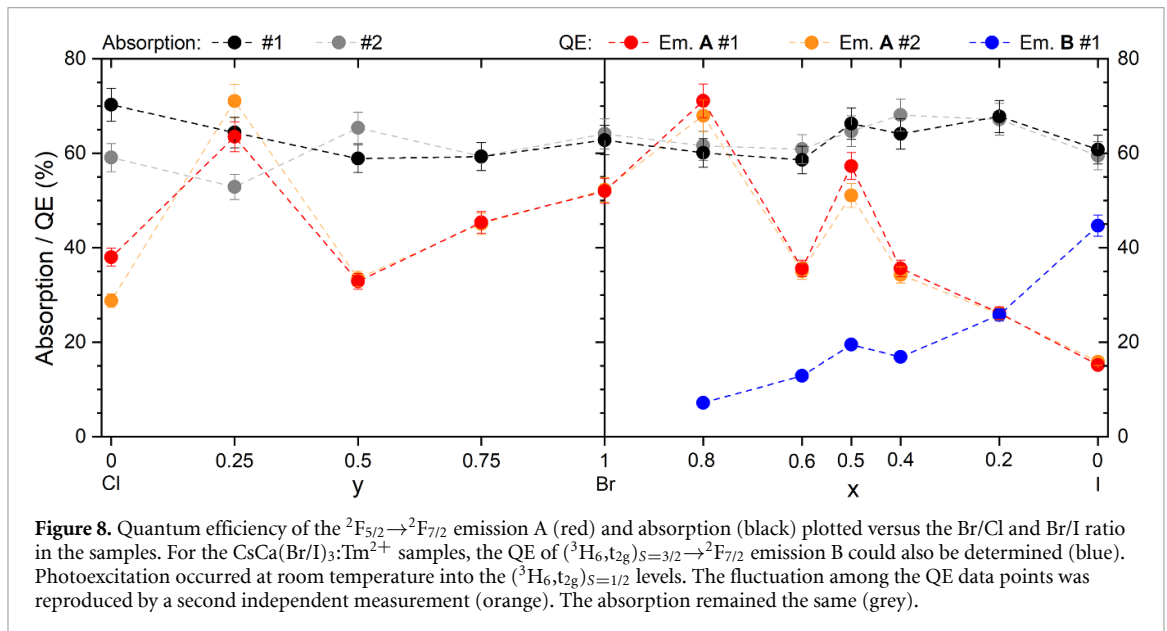 Absorption: #1 #2 QE: Em. A #1 Em. A #2 Em. B #1
80 80
60 60
40 40
20 20
0 0
Absorption / QE (%)
0 0.25 0.5 0.75 1 0.8 0.6 0.5 0.4 0.2 0
Cl y Br x I
Figure 8. Quantum efficiency of the ²F₅/₂→²F₇/₂ emission A (red) and absorption (black) plotted versus the Br/Cl and Br/I ratio
in the samples. For the CsCa(Br/I)₃:Tm²⁺ samples, the QE of (³H₆,t₂g)S=3/2→²F₇/₂ emission B could also be determined (blue).
Photoexcitation occurred at room temperature into the (³H₆,t₂g)S=1/2 levels. The fluctuation among the QE data points was
reproduced by a second independent measurement (orange). The absorption remained the same (grey).